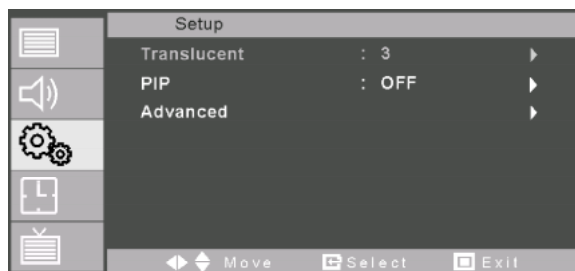 Setup
Translucent : 3
PIP : OFF
Advanced
Move Select Exit